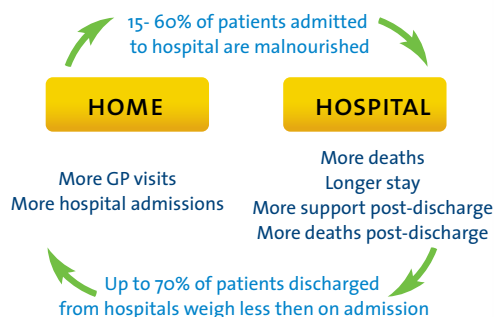 15- 60% of patients admitted
to hospital are malnourished
HOME
HOSPITAL
More GP visits
More hospital admissions
More deaths
Longer stay
More support post-discharge
More deaths post-discharge
Up to 70% of patients discharged
from hospitals weigh less then on admission